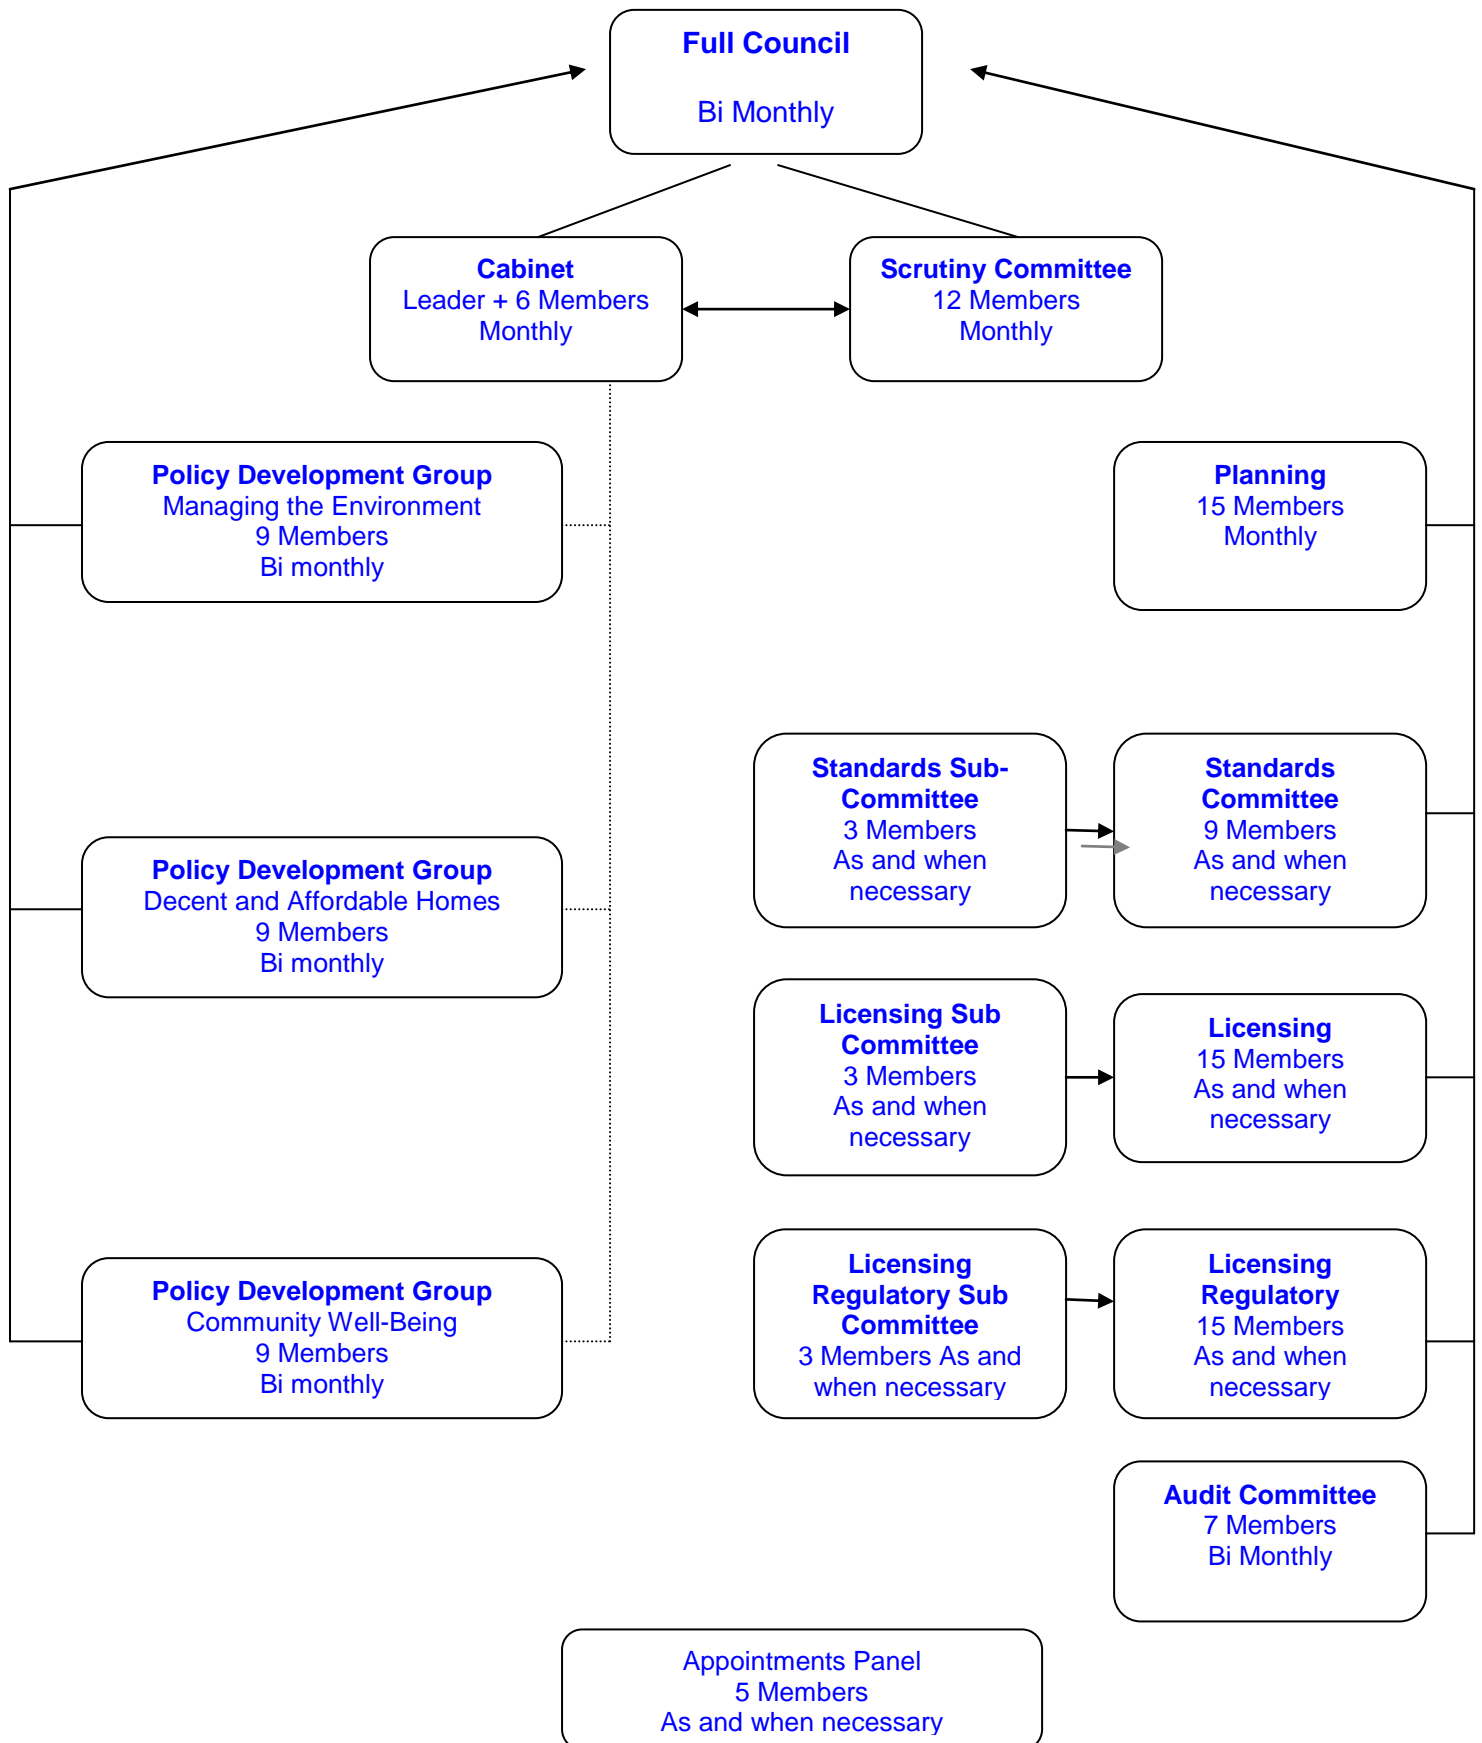 Full Council
Bi Monthly
Cabinet
Leader + 6 Members
Monthly
Scrutiny Committee
12 Members
Monthly
Policy Development Group
Managing the Environment
9 Members
Bi monthly
Planning
15 Members
Monthly
Standards Sub-
Committee
3 Members
As and when
necessary
Standards
Committee
9 Members
As and when
necessary
Policy Development Group
Decent and Affordable Homes
9 Members
Bi monthly
Licensing Sub
Committee
3 Members
As and when
necessary
Licensing
15 Members
As and when
necessary
Policy Development Group
Community Well-Being
9 Members
Bi monthly
Licensing
Regulatory Sub
Committee
3 Members As and
when necessary
Licensing
Regulatory
15 Members
As and when
necessary
Audit Committee
7 Members
Bi Monthly
Appointments Panel
5 Members
As and when necessary